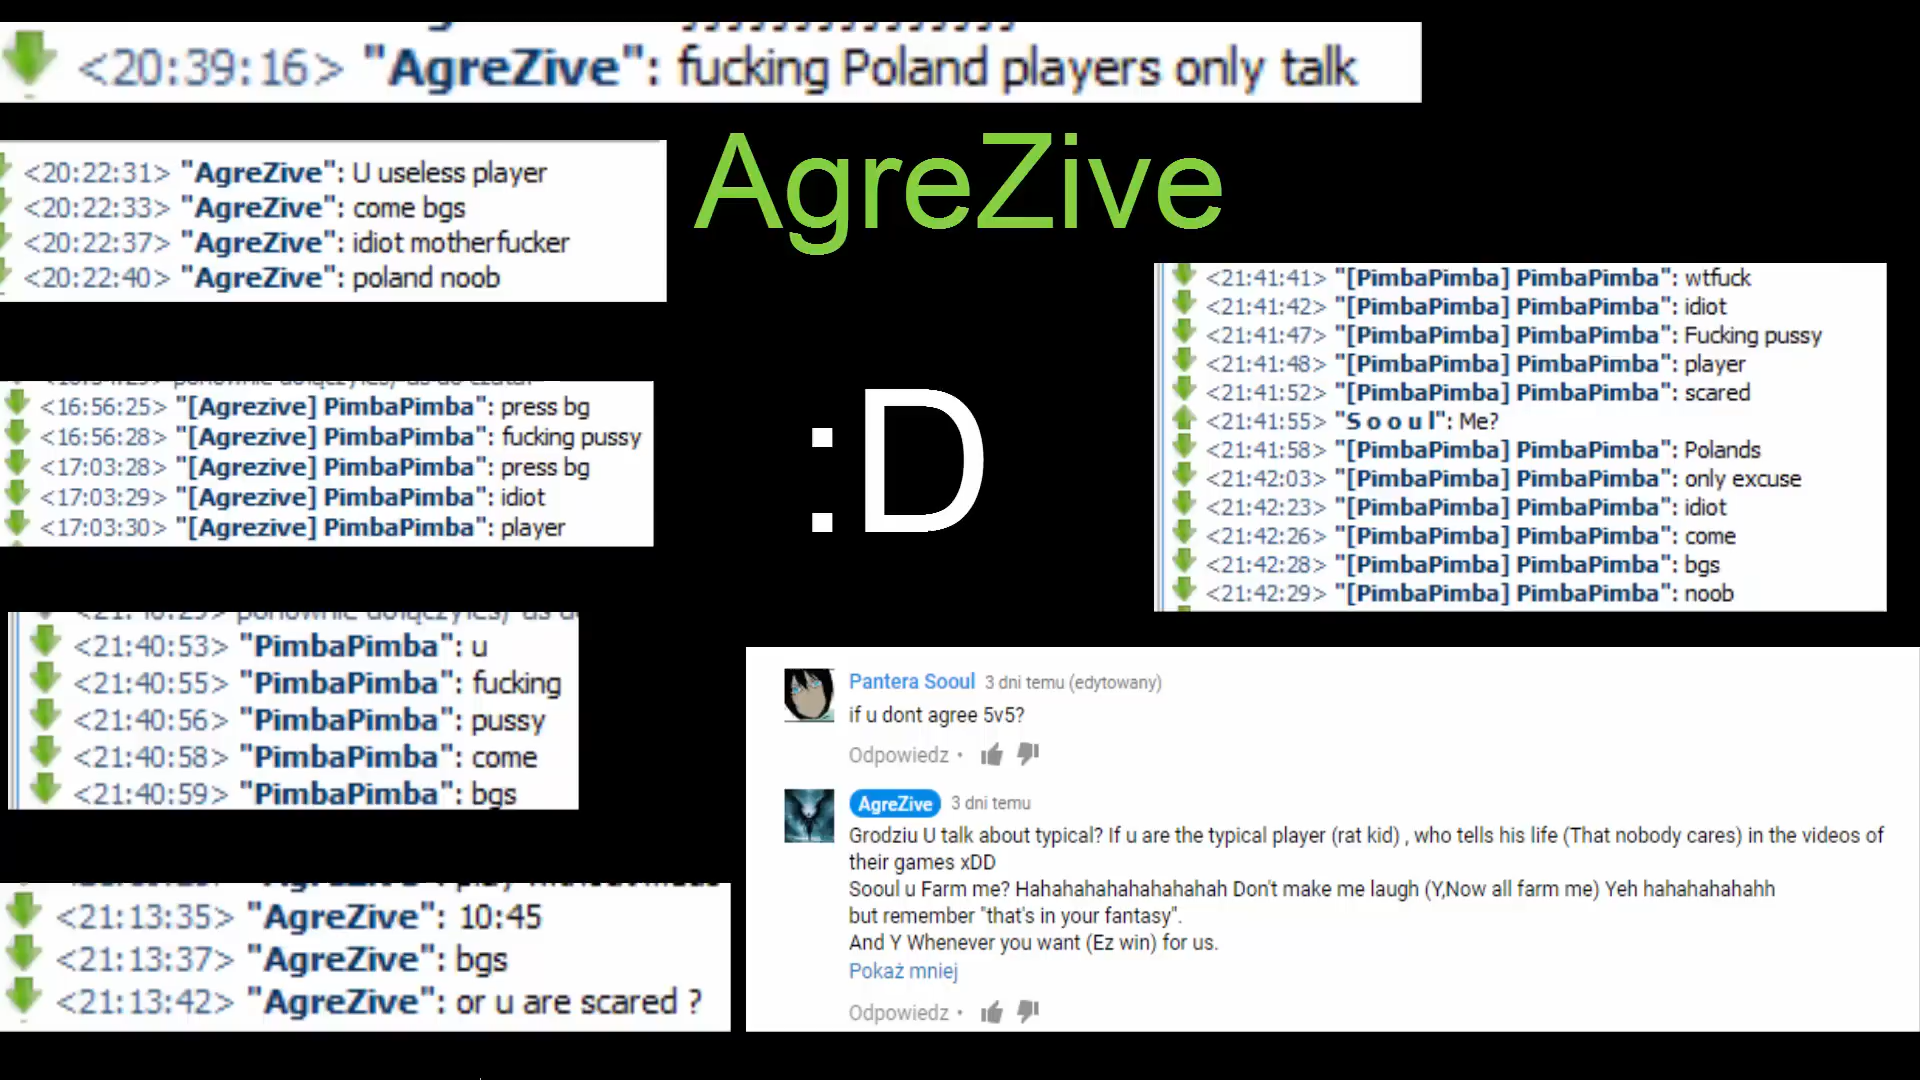 <20:39:16> "AgreZive": fucking Poland players only talk
AgreZive
<20:22:31> "AgreZive": U useless player
<20:22:33> "AgreZive": come bgs
<20:22:37> "AgreZive": idiot motherfucker
<20:22:40> "AgreZive": poland noob
<21:41:41> "[PimbaPimba] PimbaPimba": wtfuck
<21:41:42> "[PimbaPimba] PimbaPimba": idiot
<21:41:47> "[PimbaPimba] PimbaPimba": Fucking pussy
<21:41:48> "[PimbaPimba] PimbaPimba": player
<21:41:52> "[PimbaPimba] PimbaPimba": scared
<21:41:55> "S o o u l": Me?
<21:41:58> "[PimbaPimba] PimbaPimba": Polands
<21:42:03> "[PimbaPimba] PimbaPimba": only excuse
<21:42:23> "[PimbaPimba] PimbaPimba": idiot
<21:42:26> "[PimbaPimba] PimbaPimba": come
<21:42:28> "[PimbaPimba] PimbaPimba": bgs
<21:42:29> "[PimbaPimba] PimbaPimba": noob
<16:56:25> "[Agrezive] PimbaPimba": press bg
<16:56:28> "[Agrezive] PimbaPimba": fucking pussy
<17:03:28> "[Agrezive] PimbaPimba": press bg
<17:03:29> "[Agrezive] PimbaPimba": idiot
<17:03:30> "[Agrezive] PimbaPimba": player
:D
<21:40:53> "PimbaPimba": u
<21:40:55> "PimbaPimba": fucking
<21:40:56> "PimbaPimba": pussy
<21:40:58> "PimbaPimba": come
<21:40:59> "PimbaPimba": bgs
Pantera Sooul 3 dni temu (edytowany)
if u dont agree 5v5?
Odpowiedz •
AgreZive 3 dni temu
Grodziu U talk about typical? If u are the typical player (rat kid) , who tells his life (That nobody cares) in the videos of
their games xDD
Sooul u Farm me? Hahahahahahahahahah Don't make me laugh (Y,Now all farm me) Yeh hahahahahahh
but remember "that's in your fantasy".
And Y Whenever you want (Ez win) for us.
Pokaż mniej
Odpowiedz •
<21:13:35> "AgreZive": 10:45
<21:13:37> "AgreZive": bgs
<21:13:42> "AgreZive": or u are scared ?